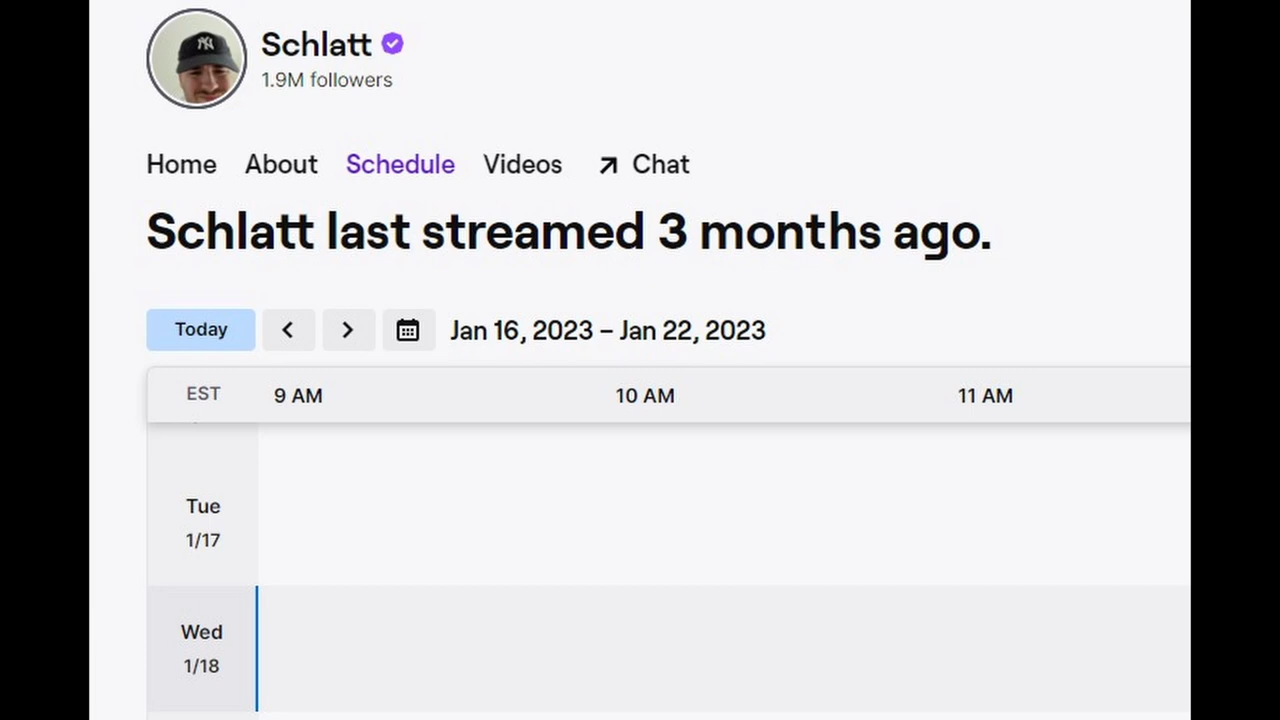 Schlatt
1.9M followers
Home About Schedule Videos Chat
Schlatt last streamed 3 months ago.
Today Jan 16, 2023 – Jan 22, 2023
EST 9 AM 10 AM 11 AM
Tue
1/17
Wed
1/18